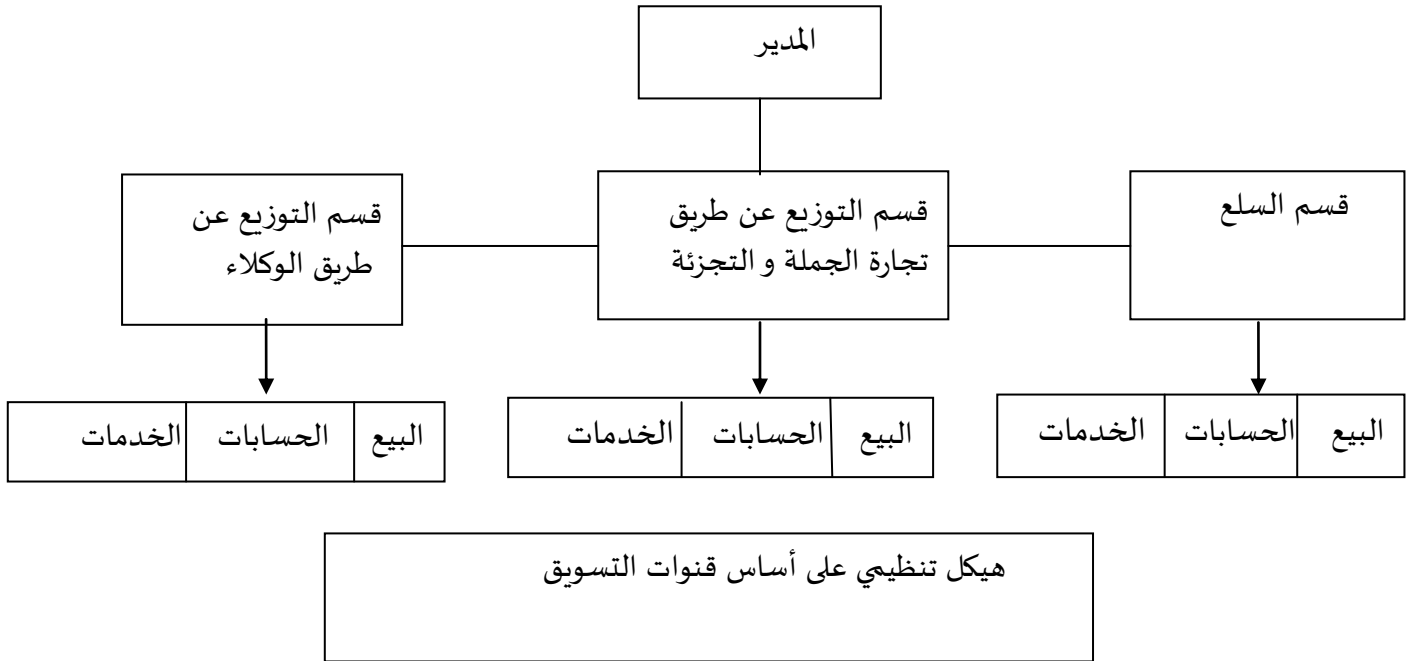 المدير
قسم السلع
قسم التوزيع عن طريق
تجارة الجملة و التجزئة
قسم التوزيع عن
طريق الوكلاء
البيع الحسابات الخدمات
البيع الحسابات الخدمات
البيع الحسابات الخدمات
هيكل تنظيمي على أساس قنوات التسويق